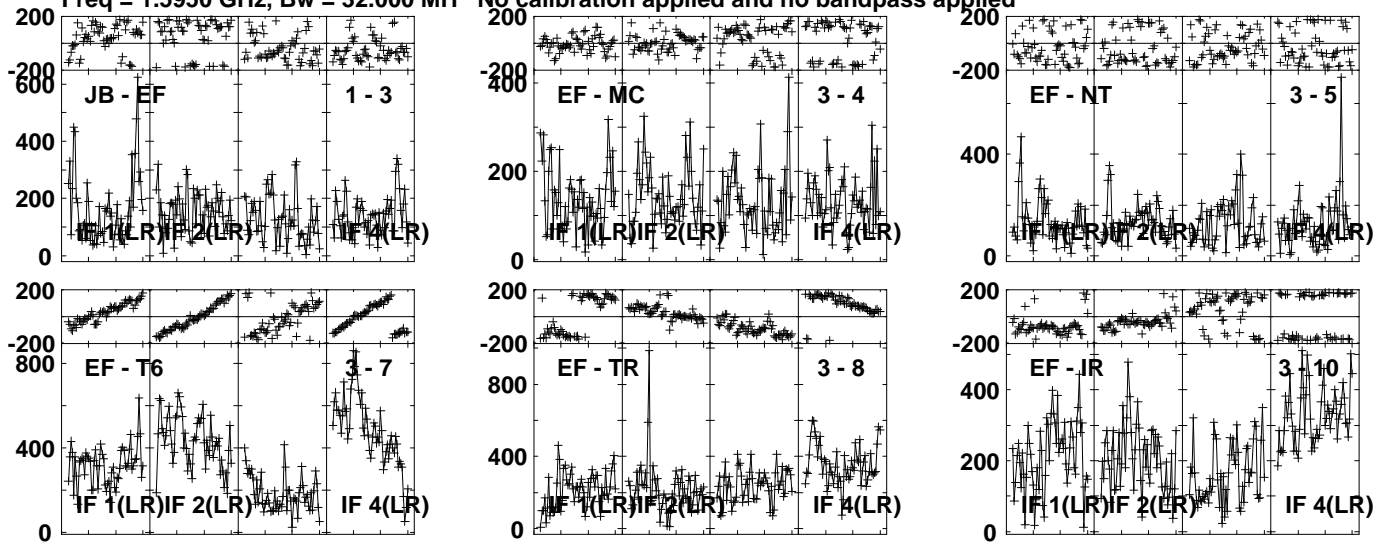 Freq = 1.5950 GHz, Bw = 32.000 MH No calibration applied and no bandpass applied
200
-200
600
JB - EF 1 - 3
400
200
IF 1(LR) IF 2(LR) IF 4(LR)
0
200
-200
400
EF - MC 3 - 4
200
IF 1(LR) IF 2(LR) IF 4(LR)
0
200
-200
EF - NT 3 - 5
400
IF 1(LR) IF 2(LR) IF 4(LR)
0
200
-200
EF - T6 3 - 7
800
400
IF 1(LR) IF 2(LR) IF 4(LR)
0
200
-200
EF - TR 3 - 8
800
400
IF 1(LR) IF 2(LR) IF 4(LR)
0
200
-200
EF - IR 3 - 10
400
200
IF 1(LR) IF 2(LR) IF 4(LR)
0